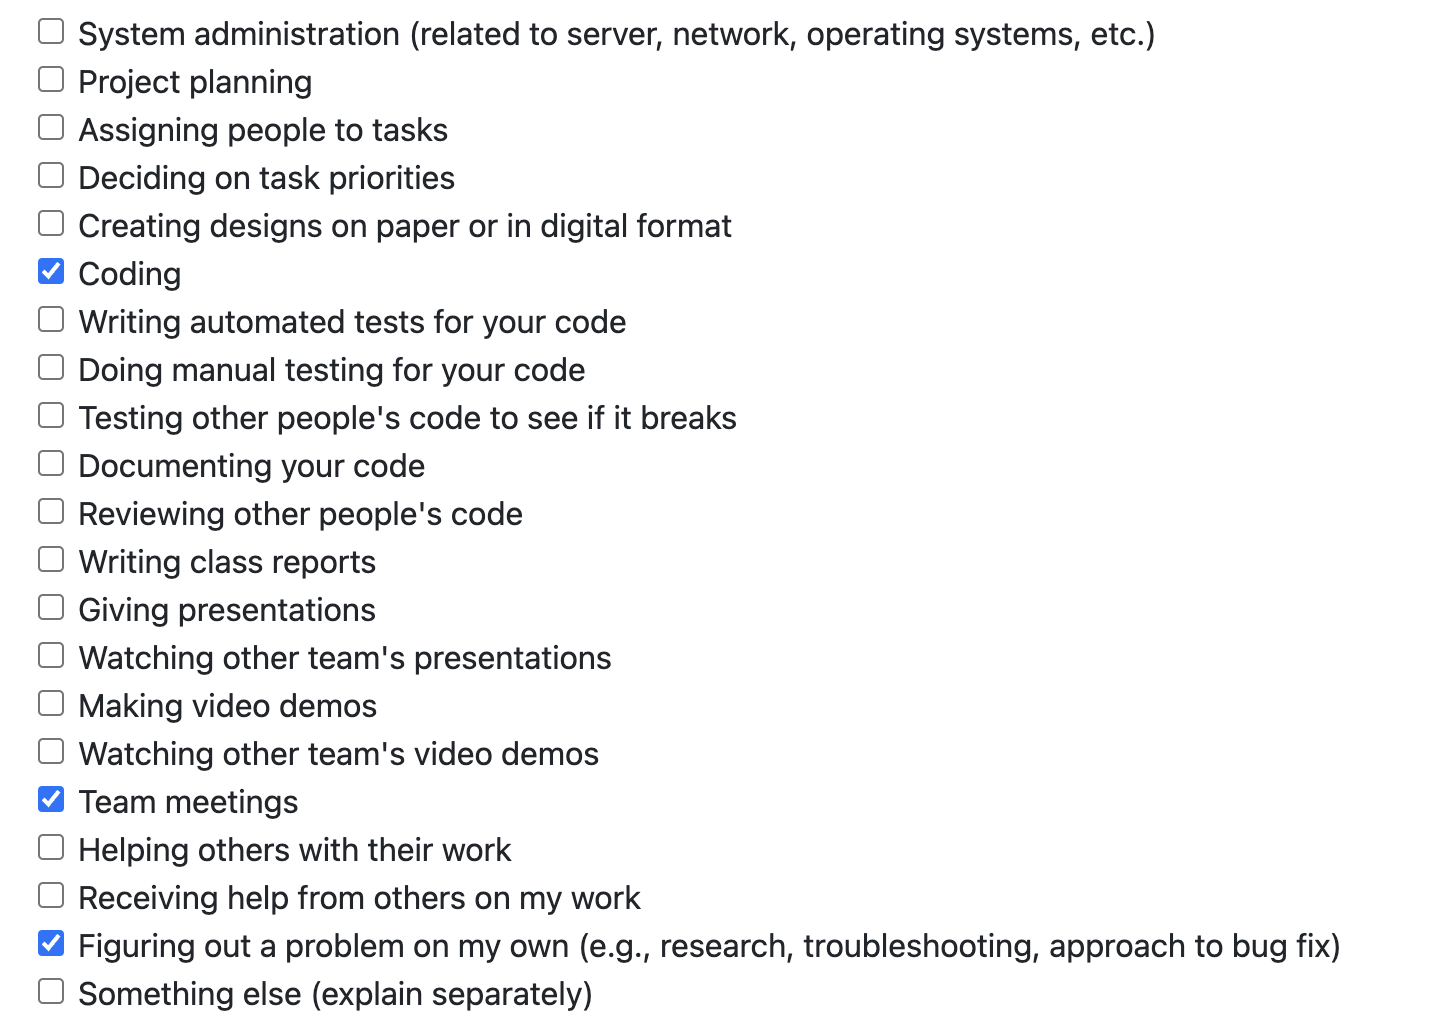 System administration (related to server, network, operating systems, etc.)
Project planning
Assigning people to tasks
Deciding on task priorities
Creating designs on paper or in digital format
Coding
Writing automated tests for your code
Doing manual testing for your code
Testing other people's code to see if it breaks
Documenting your code
Reviewing other people's code
Writing class reports
Giving presentations
Watching other team's presentations
Making video demos
Watching other team's video demos
Team meetings
Helping others with their work
Receiving help from others on my work
Figuring out a problem on my own (e.g., research, troubleshooting, approach to bug fix)
Something else (explain separately)